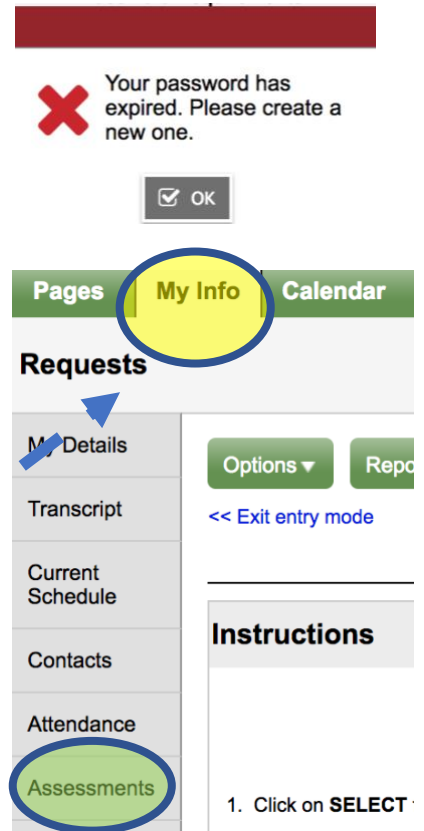 Your password has
expired. Please create a
new one.
OK
Pages My Info Calendar
Requests
My Details
Options Repo
Transcript
<< Exit entry mode
Current
Schedule
Instructions
Contacts
Attendance
Assessments
1. Click on SELECT